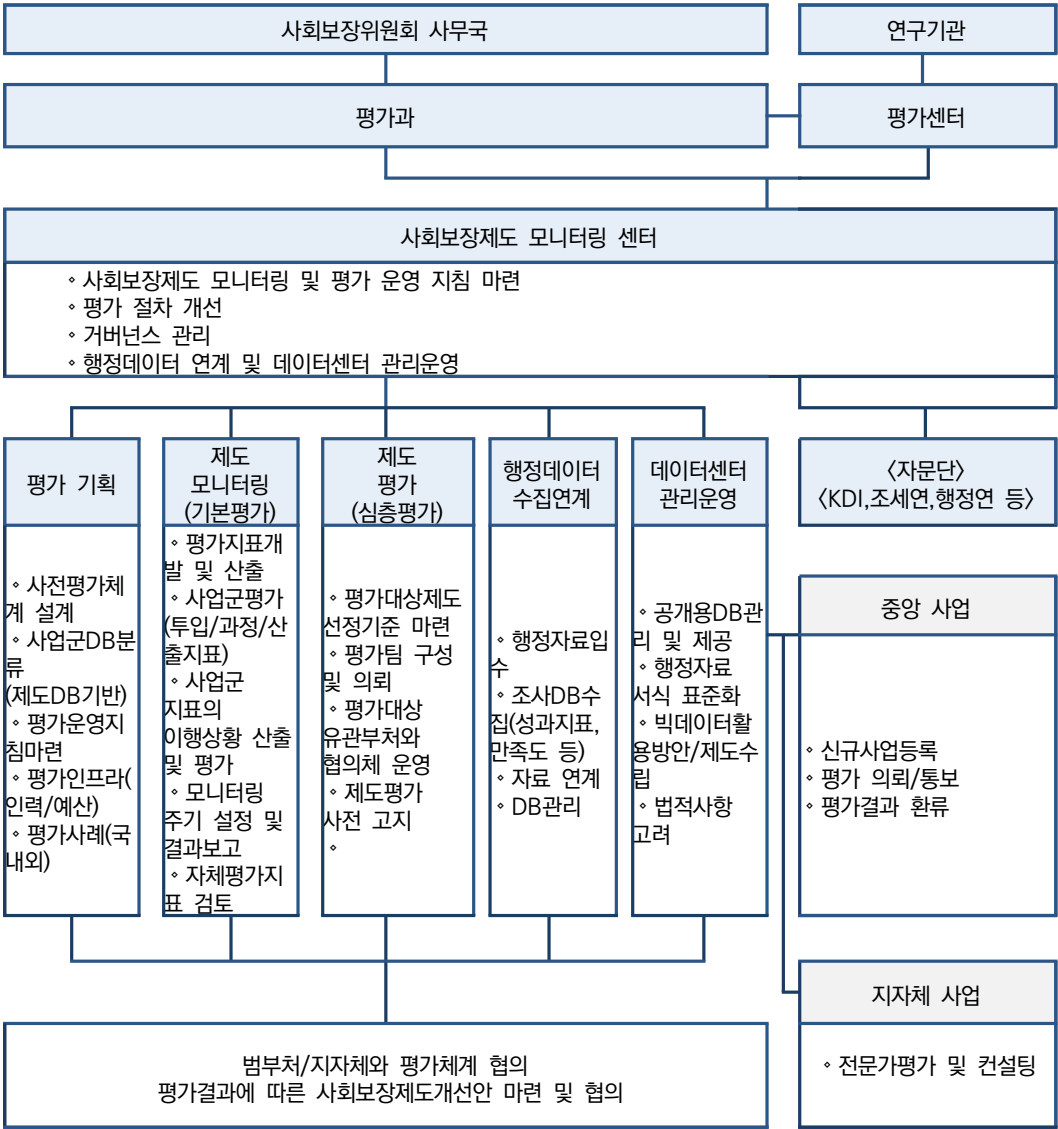 사회보장위원회 사무국
연구기관
평가과
평가센터
사회보장제도 모니터링 센터
◦ 사회보장제도 모니터링 및 평가 운영 지침 마련
◦ 평가 절차 개선
◦ 거버넌스 관리
◦ 행정데이터 연계 및 데이터센터 관리운영
평가 기획
◦ 사전평가체
계 설계
◦ 사업군DB분
류
(제도DB기반)
◦ 평가운영지
침마련
◦ 평가인프라(
인력/예산)
◦ 평가사례(국
내외)
제도
모니터링
(기본평가)
◦ 평가지표개
발 및 산출
◦ 사업군평가
(투입/과정/산
출지표)
◦ 사업군
지표의
이행상황 산출
및 평가
◦ 모니터링
주기 설정 및
결과보고
◦ 자체평가지
표 검토
제도
평가
(심층평가)
◦ 평가대상제도
선정기준 마련
◦ 평가팀 구성
및 의뢰
◦ 평가대상
유관부처와
협의체 운영
◦ 제도평가
사전 고지
◦
행정데이터
수집연계
◦ 행정자료입
수
◦ 조사DB수
집(성과지표,
만족도 등)
◦ 자료 연계
◦ DB관리
데이터센터
관리운영
◦ 공개용DB관
리 및 제공
◦ 행정자료
서식 표준화
◦ 빅데이터활
용방안/제도수
립
◦ 법적사항
고려
〈자문단〉
〈KDI,조세연,행정연 등〉
중앙 사업
◦ 신규사업등록
◦ 평가 의뢰/통보
◦ 평가결과 환류
지자체 사업
◦ 전문가평가 및 컨설팅
범부처/지자체와 평가체계 협의
평가결과에 따른 사회보장제도개선안 마련 및 협의